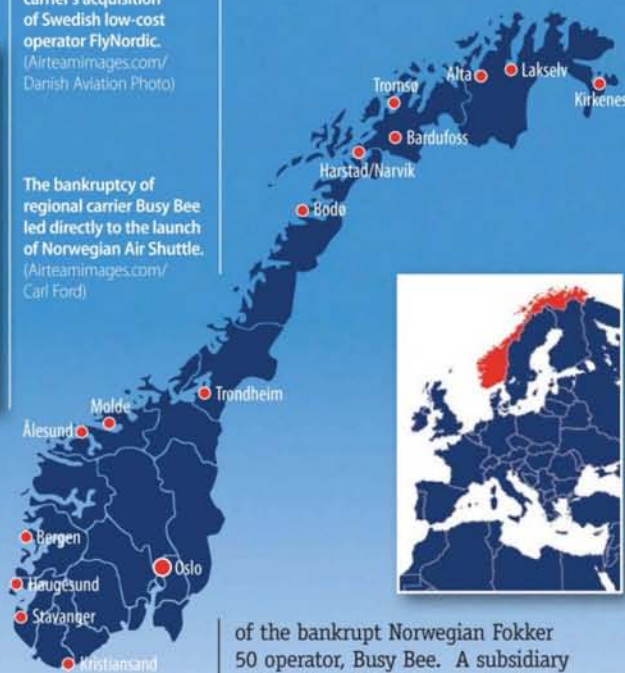 carrier's acquisition
of Swedish low-cost
operator FlyNordic.
(Airteamimages.com/
Danish Aviation Photo)
The bankruptcy of
regional carrier Busy Bee
led directly to the launch
of Norwegian Air Shuttle.
(Airteamimages.com/
Carl Ford)
Tromsø
Alta
Lakselv
Kirkenes
Bardufoss
Harstad/Narvik
Bodø
Trondheim
Molde
Ålesund
Bergen
Oslo
Haugesund
Stavanger
Kristiansand
of the bankrupt Norwegian Fokker
50 operator, Busy Bee. A subsidiary